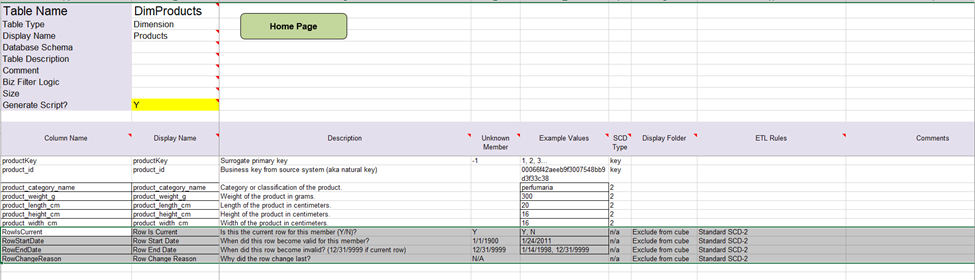 Table Name DimProducts
Table Type Dimension
Home Page
Display Name Products
Database Schema
Table Description
Comment
Biz Filter Logic
Size
Generate Script? Y
Column Name Display Name Description Unknown Member Example Values SCD Type Display Folder ETL Rules Comments
productKey productKey Surrogate primary key -1 1, 2, 3... key
product_id product_id Business key from source system (aka natural key) 00066f42aeeb9f3007548bb9d3f33c38 key
product_category_name product_category_name Category or classification of the product. perfumaria 2
product_weight_g product_weight_g Weight of the product in grams. 300 2
product_length_cm product_length_cm Length of the product in centimeters. 20 2
product_height_cm product_height_cm Height of the product in centimeters. 16 2
product_width_cm product_width_cm Width of the product in centimeters. 16 2
RowIsCurrent Row Is Current Is this the current row for this member (Y/N)? Y Y, N n/a Exclude from cube Standard SCD-2
RowStartDate Row Start Date When did this row become valid for this member? 1/1/1900 1/24/2011 n/a Exclude from cube Standard SCD-2
RowEndDate Row End Date When did this row become invalid? (12/31/9999 if current row) 12/31/9999 1/14/1998, 12/31/9999 n/a Exclude from cube Standard SCD-2
RowChangeReason Row Change Reason Why did the row change last? N/A n/a Exclude from cube Standard SCD-2